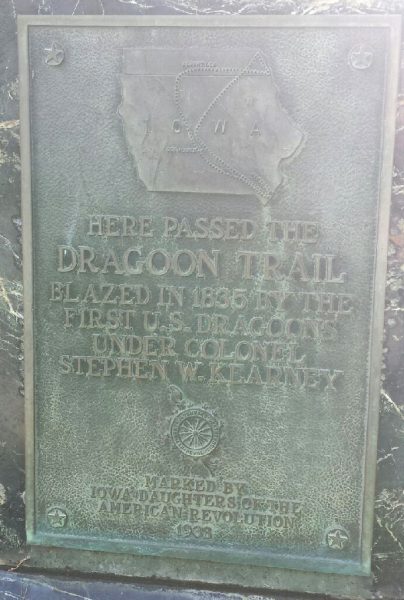 IOWA
HERE PASSED THE
DRAGOON TRAIL
BLAZED IN 1835 BY THE
FIRST U.S. DRAGOONS
UNDER COLONEL
STEPHEN W. KEARNEY
MARKED BY
IOWA DAUGHTERS OF THE
AMERICAN REVOLUTION
1938